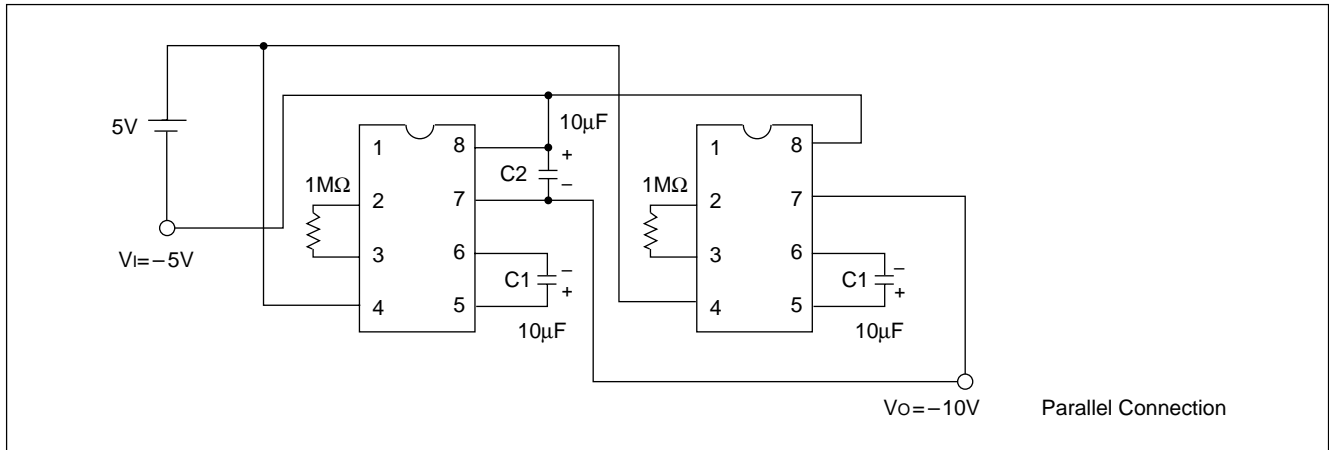 5V
VI=−5V
1MΩ
1
2
3
4
8
7
6
5
10μF
+
C2
−
−
C1
+
10μF
1MΩ
1
2
3
4
8
7
6
5
−
C1
+
10μF
VO=−10V
Parallel Connection